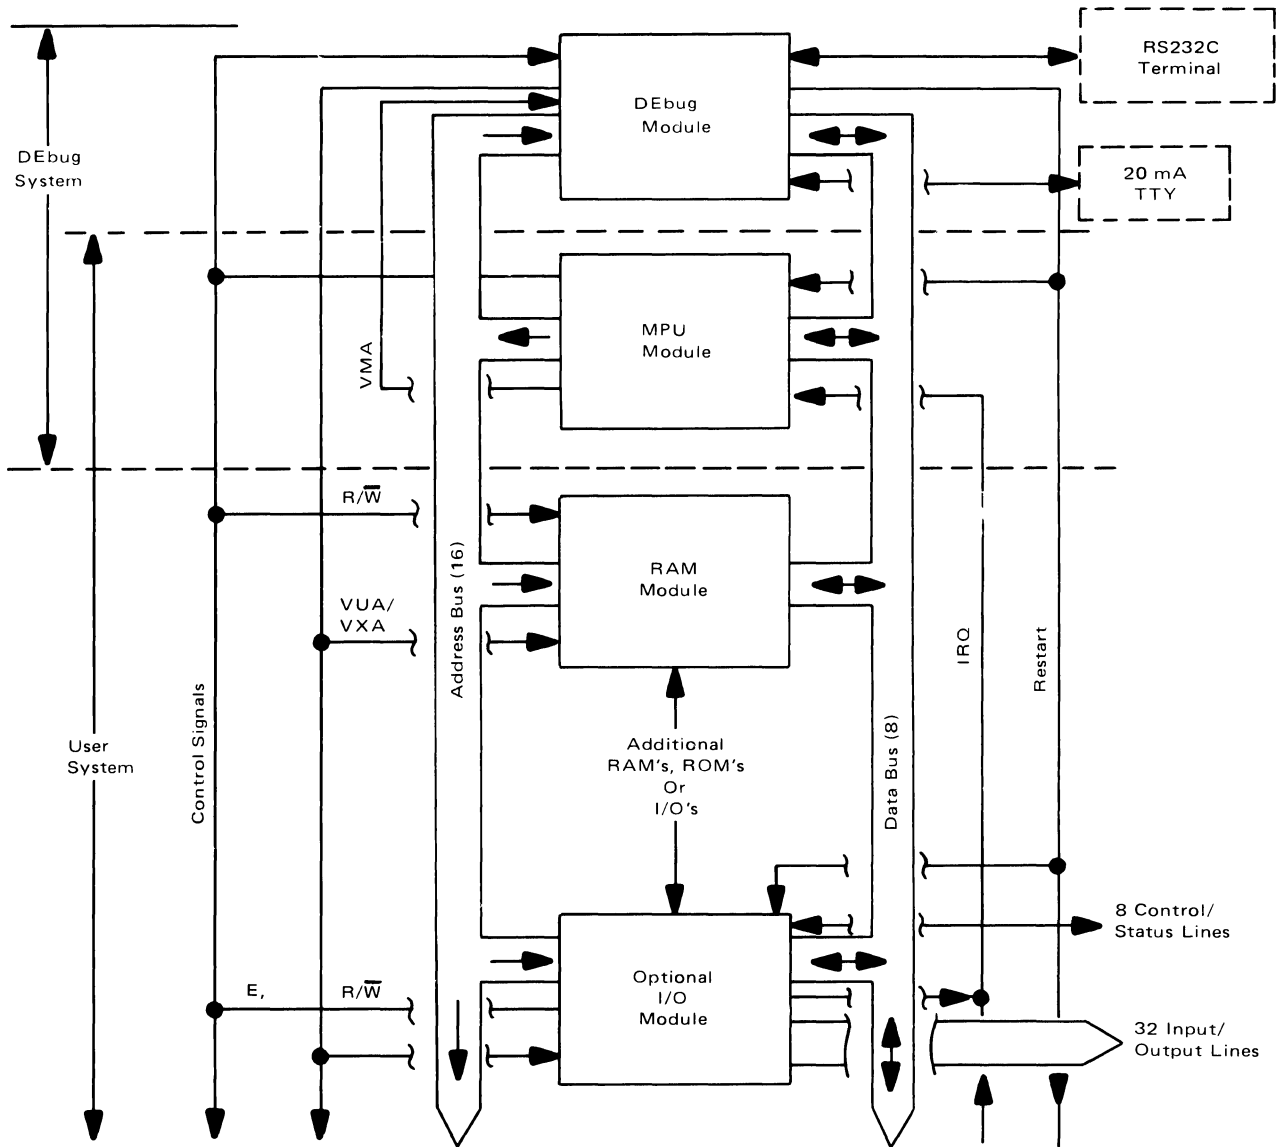 RS232C
Terminal
DEbug
Module
DEbug
System
20 mA
TTY
MPU
Module
VMA
R/W̅
RAM
Module
Address Bus (16)
VUA/
VXA
IRQ
Restart
Control Signals
User
System
Additional
RAM's, ROM's
Or
I/O's
Data Bus (8)
8 Control/
Status Lines
Optional
I/O
Module
E,
R/W̅
32 Input/
Output Lines